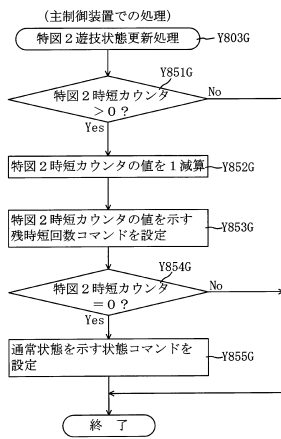 (主制御装置での処理)
特図2遊技状態更新処理
Y803G
Y851G
特図2時短カウンタ
>0?
No
Yes
特図2時短カウンタの値を1減算
Y852G
特図2時短カウンタの値を示す
残時短回数コマンドを設定
Y853G
Y854G
特図2時短カウンタ
=0?
No
Yes
通常状態を示す状態コマンドを
設定
Y855G
終 了